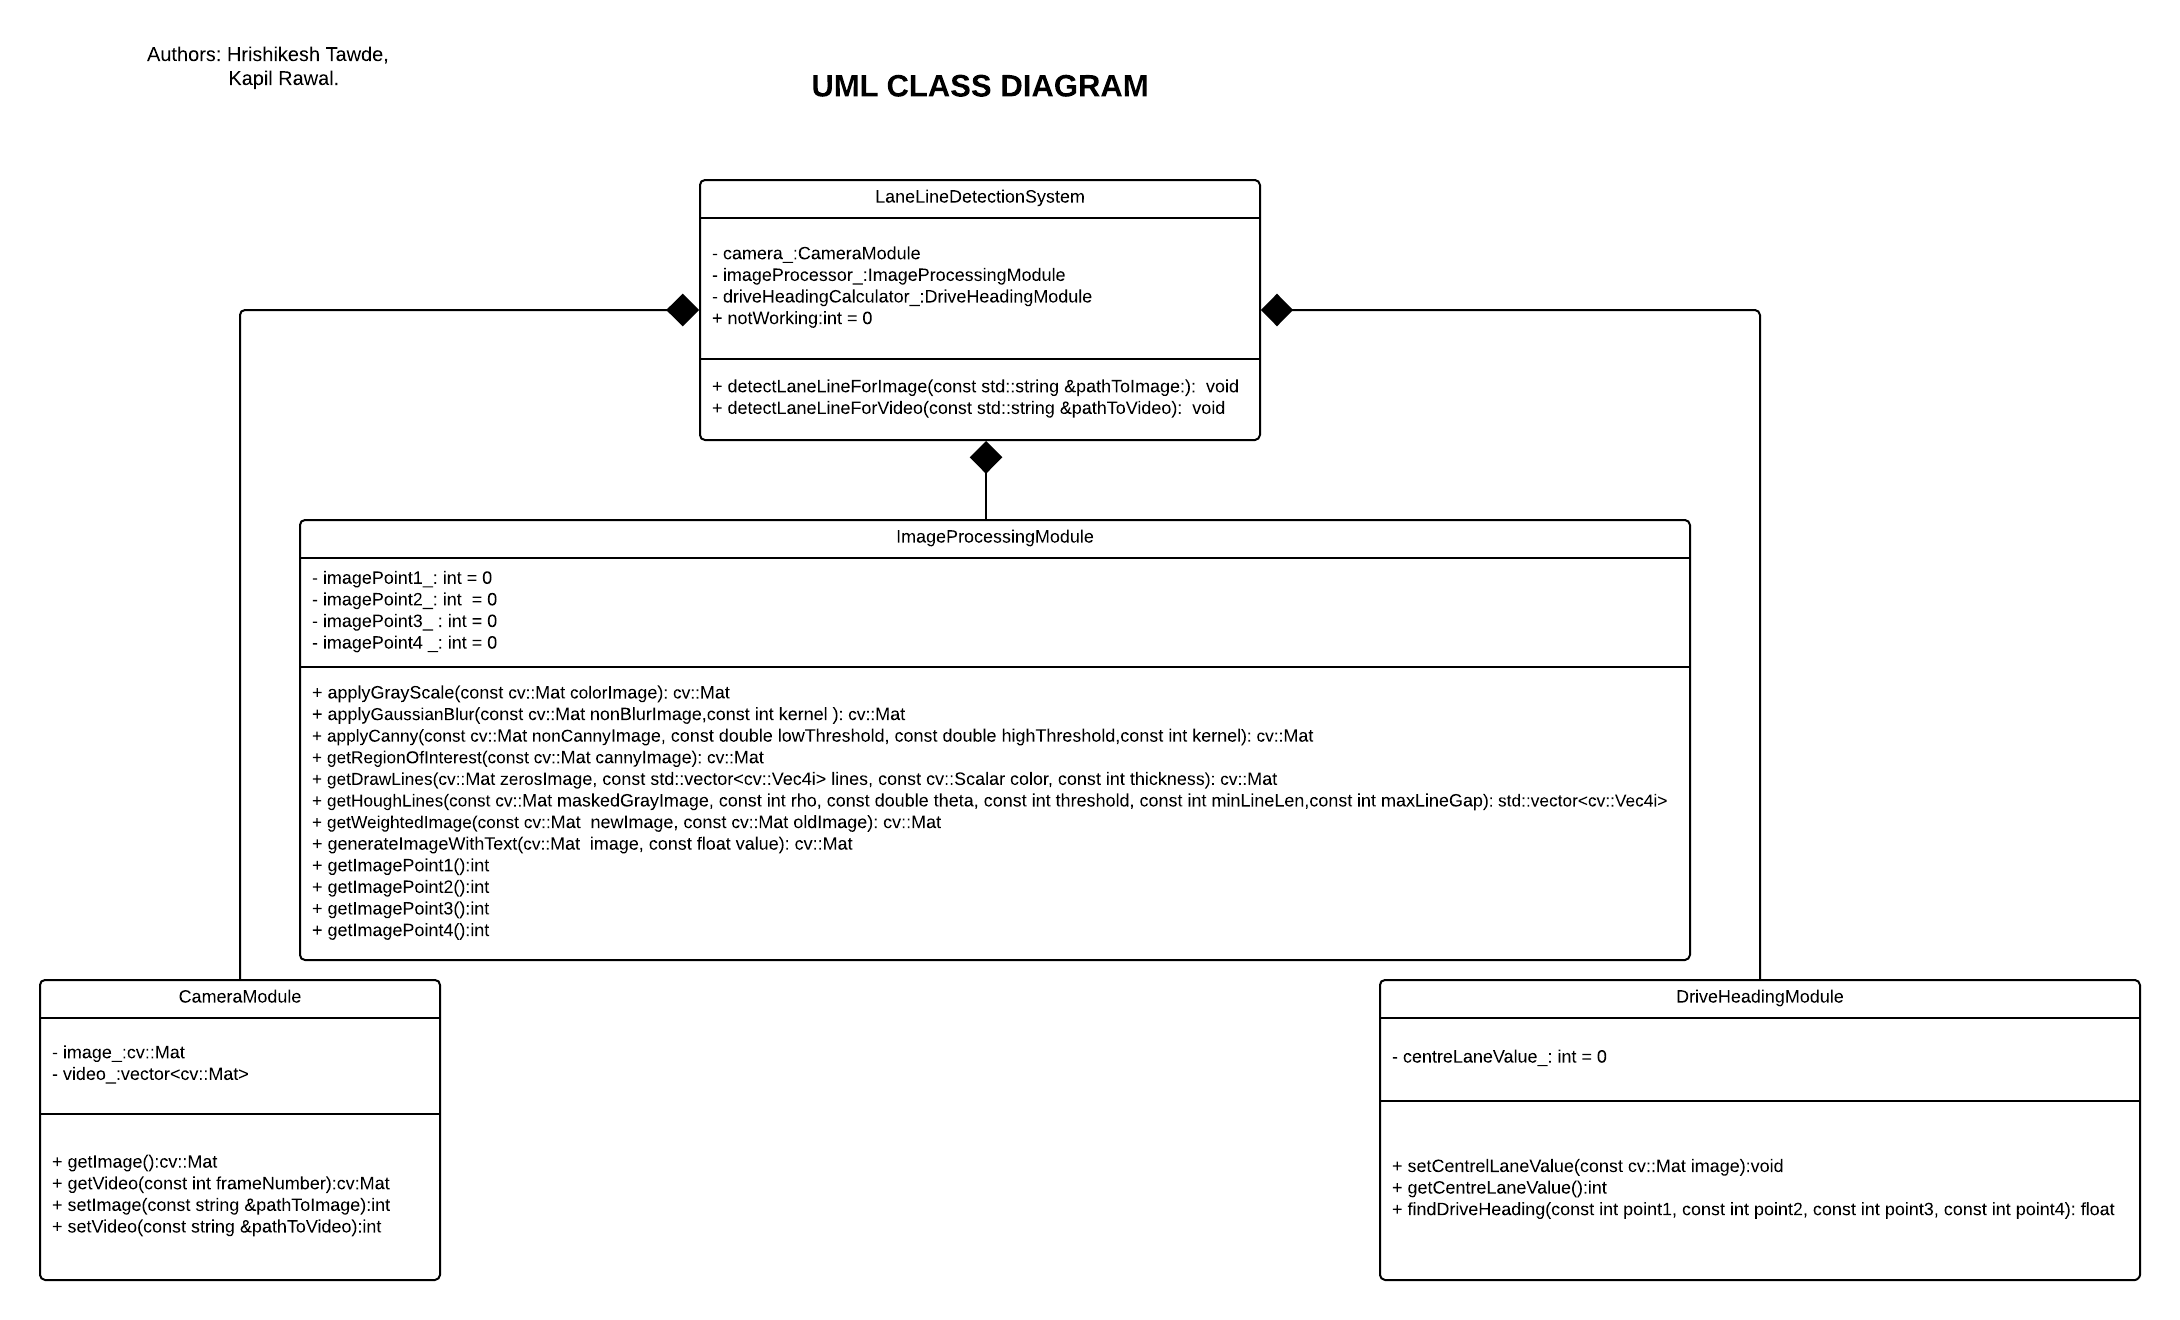 Authors: Hrishikesh Tawde,
Kapil Rawal.
UML CLASS DIAGRAM
LaneLineDetectionSystem
- camera_:CameraModule
- imageProcessor_:ImageProcessingModule
- driveHeadingCalculator_:DriveHeadingModule
+ notWorking:int = 0
+ detectLaneLineForImage(const std::string &pathToImage:):  void
+ detectLaneLineForVideo(const std::string &pathToVideo):  void
ImageProcessingModule
- imagePoint1_: int = 0
- imagePoint2_: int  = 0
- imagePoint3_ : int = 0
- imagePoint4 _: int = 0
+ applyGrayScale(const cv::Mat colorImage): cv::Mat
+ applyGaussianBlur(const cv::Mat nonBlurImage,const int kernel ): cv::Mat
+ applyCanny(const cv::Mat nonCannyImage, const double lowThreshold, const double highThreshold,const int kernel): cv::Mat
+ getRegionOfInterest(const cv::Mat cannyImage): cv::Mat
+ getDrawLines(cv::Mat zerosImage, const std::vector<cv::Vec4i> lines, const cv::Scalar color, const int thickness): cv::Mat
+ getHoughLines(const cv::Mat maskedGrayImage, const int rho, const double theta, const int threshold, const int minLineLen,const int maxLineGap): std::vector<cv::Vec4i>
+ getWeightedImage(const cv::Mat  newImage, const cv::Mat oldImage): cv::Mat
+ generateImageWithText(cv::Mat  image, const float value): cv::Mat
+ getImagePoint1():int
+ getImagePoint2():int
+ getImagePoint3():int
+ getImagePoint4():int
CameraModule
- image_:cv::Mat
- video_:vector<cv::Mat>
+ getImage():cv::Mat
+ getVideo(const int frameNumber):cv:Mat
+ setImage(const string &pathToImage):int
+ setVideo(const string &pathToVideo):int
DriveHeadingModule
- centreLaneValue_: int = 0
+ setCentrelLaneValue(const cv::Mat image):void
+ getCentreLaneValue():int
+ findDriveHeading(const int point1, const int point2, const int point3, const int point4): float